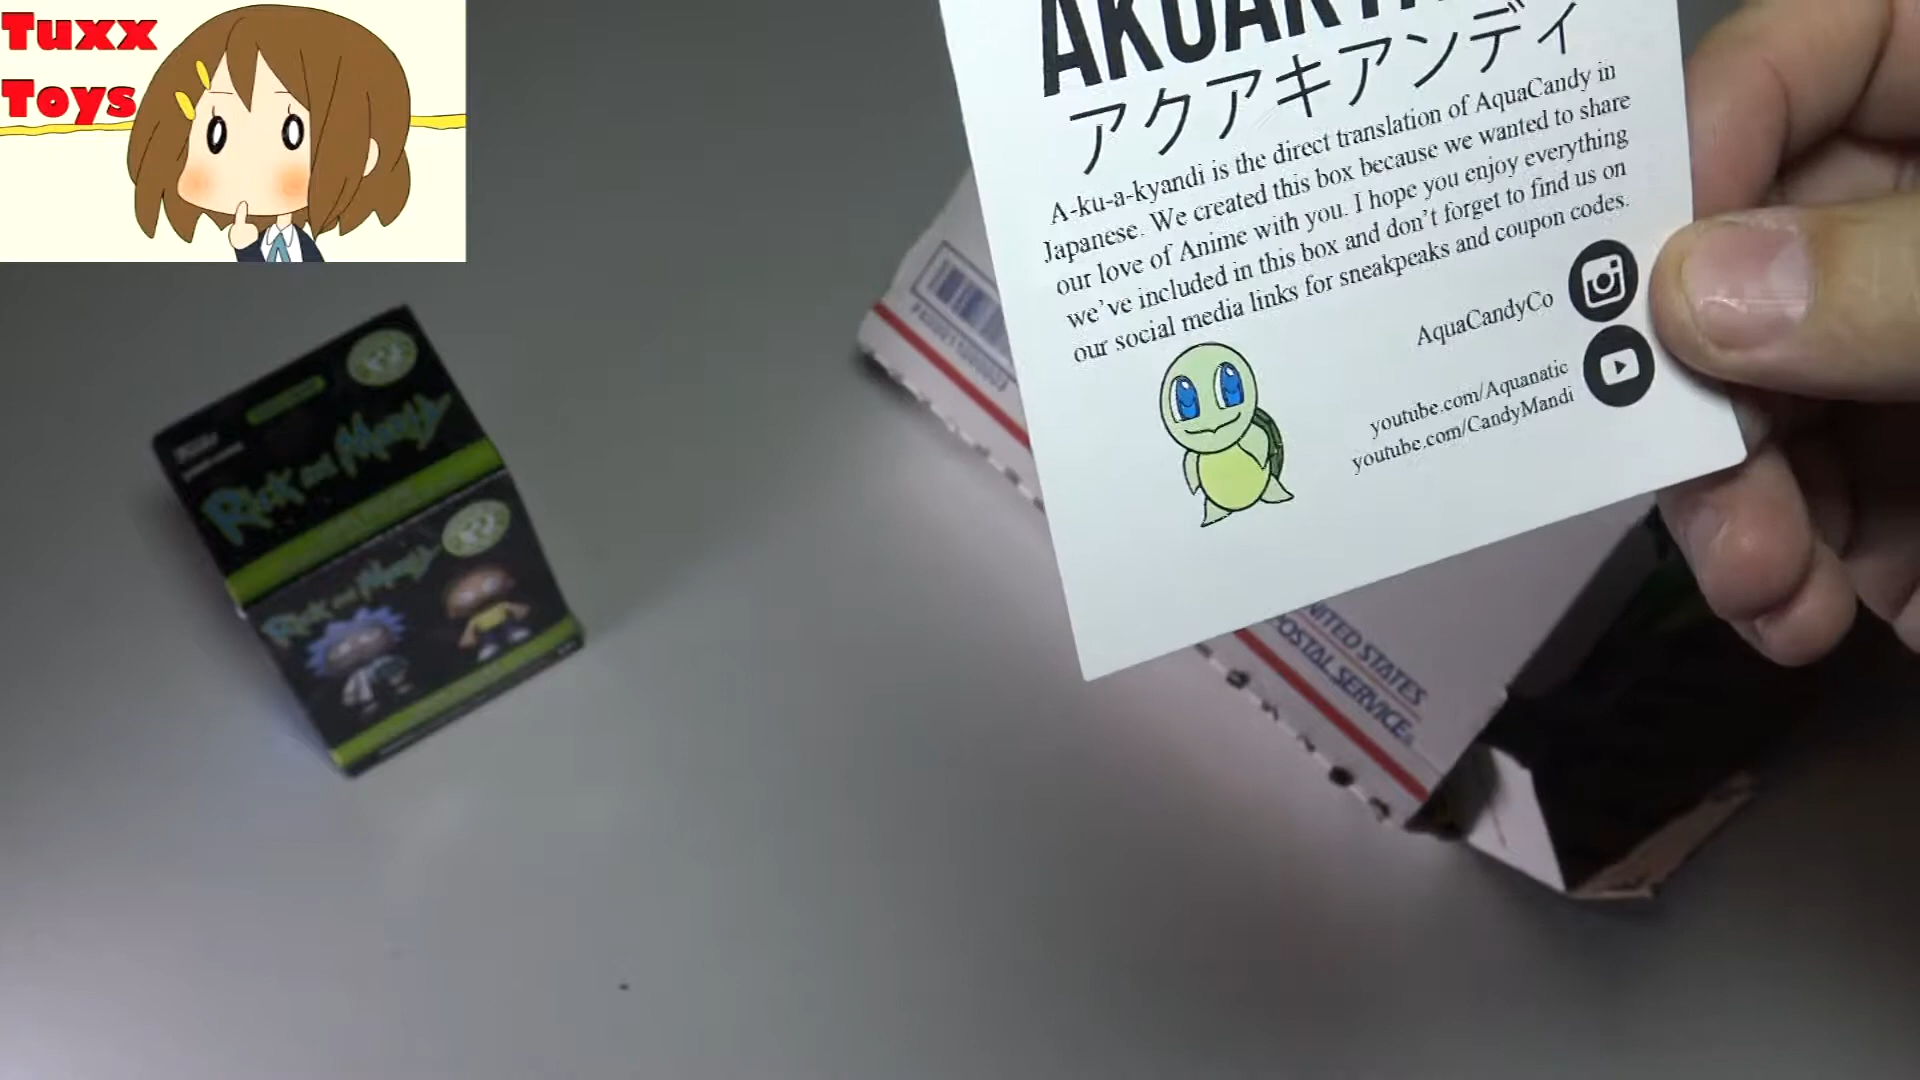 Tuxx
Toys
アクアキアンディ
A-ku-a-kyandi is the direct translation of AquaCandy in
Japanese. We created this box because we wanted to share
our love of Anime with you. I hope you enjoy everything
we've included in this box and don't forget to find us on
our social media links for sneakpeaks and coupon codes.
AquaCandyCo
youtube.com/Aquanatic
youtube.com/CandyMandi
Rick and Morty
Rick and Morty
UNITED STATES
POSTAL SERVICE